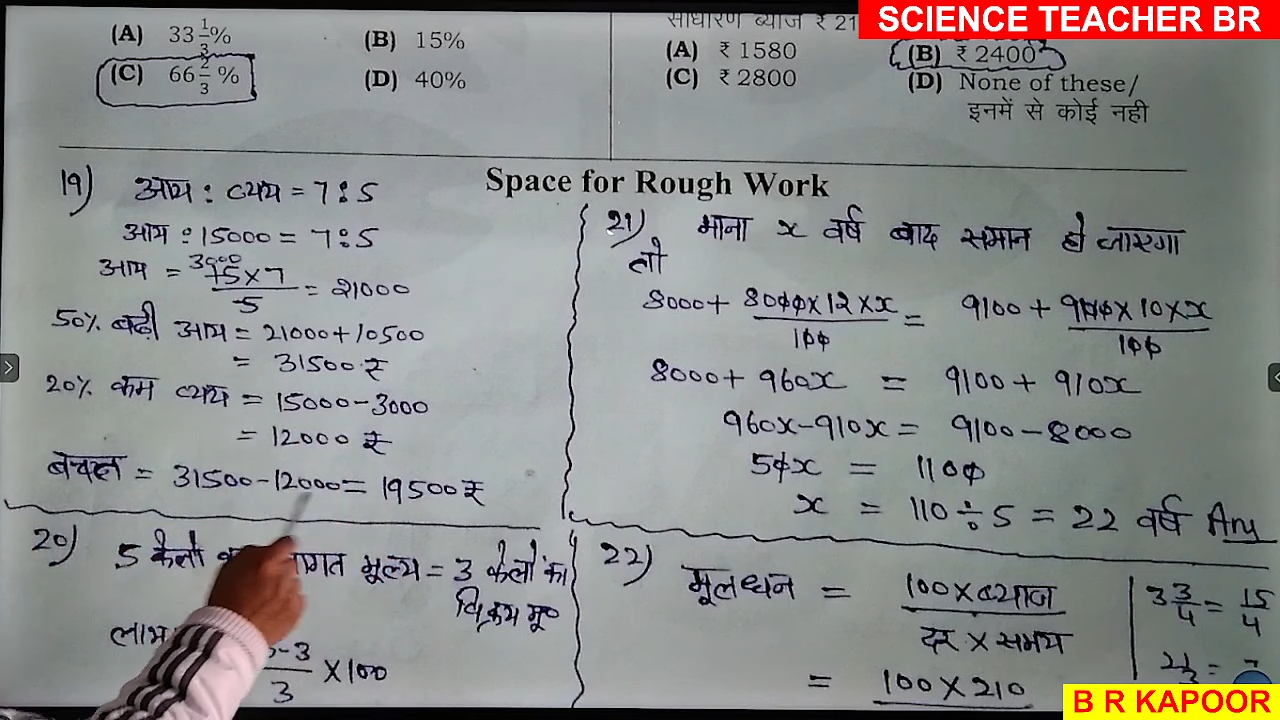 SCIENCE TEACHER BR
(A) 33 1/3% (B) 15%
(C) 66 2/3 % (D) 40%
साधारण ब्याज ₹ 21
(A) ₹ 1580 (B) ₹ 2400
(C) ₹ 2800 (D) None of these/
इनमें से कोई नही
Space for Rough Work
19) आय : व्यय = 7 : 5
आय : 15000 = 7 : 5
3000
आय = 15 × 7 / 5 = 21000
50% बढ़ी आय = 21000 + 10500
= 31500 ₹
20% कम व्यय = 15000 - 3000
= 12000 ₹
बचत = 31500 - 12000 = 19500 ₹
20) 5 केलो मूल्य = 3 केलों का
विक्रय मू०
लाभ
-3 / 3 × 100
21) माना x वर्ष बाद समान हो जाएगा
तो
8000 + 8000 × 12 × x / 100 = 9100 + 9100 × 10 × x / 100
8000 + 960x = 9100 + 910x
960x - 910x = 9100 - 8000
50x = 1100
x = 110 ÷ 5 = 22 वर्ष Ans
22) मूलधन = 100 × ब्याज / दर × समय
= 100 × 210
3 3/4 = 15/4
B R KAPOOR